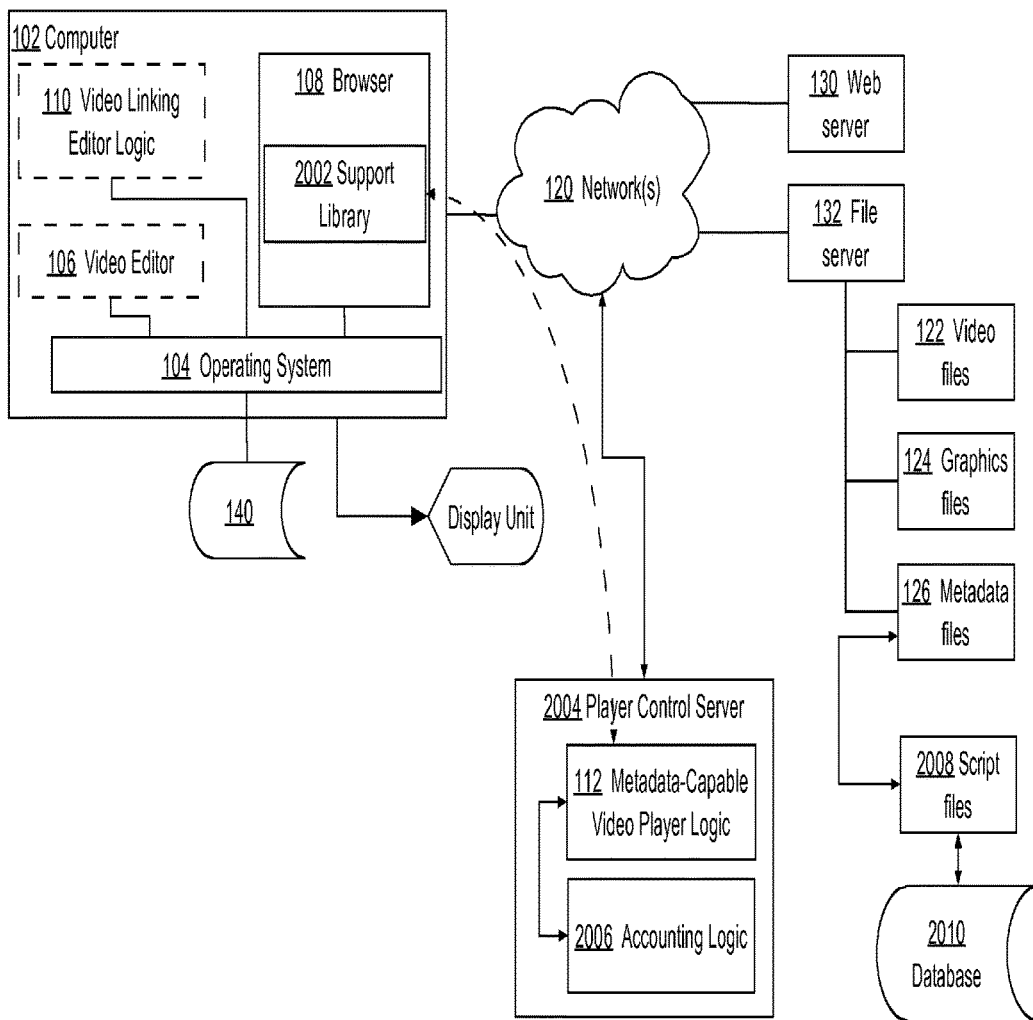 102 Computer
110 Video Linking
Editor Logic
106 Video Editor
108 Browser
2002 Support
Library
104 Operating System
140
Display Unit
120 Network(s)
130 Web
server
132 File
server
122 Video
files
124 Graphics
files
126 Metadata
files
2004 Player Control Server
112 Metadata-Capable
Video Player Logic
2006 Accounting Logic
2008 Script
files
2010
Database